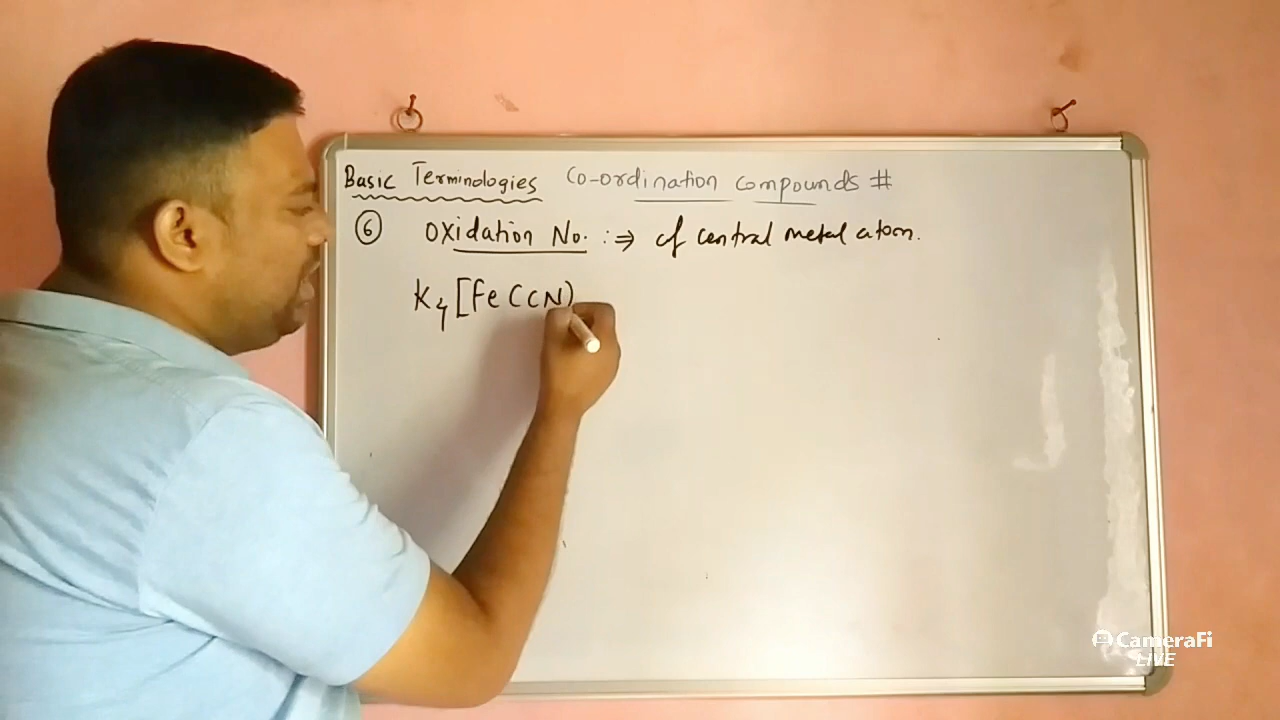 Basic Terminologies Co-ordination compounds #
6 Oxidation No. :⇒ of central metal atom.
K4[Fe(CN)
CameraFi
LIVE